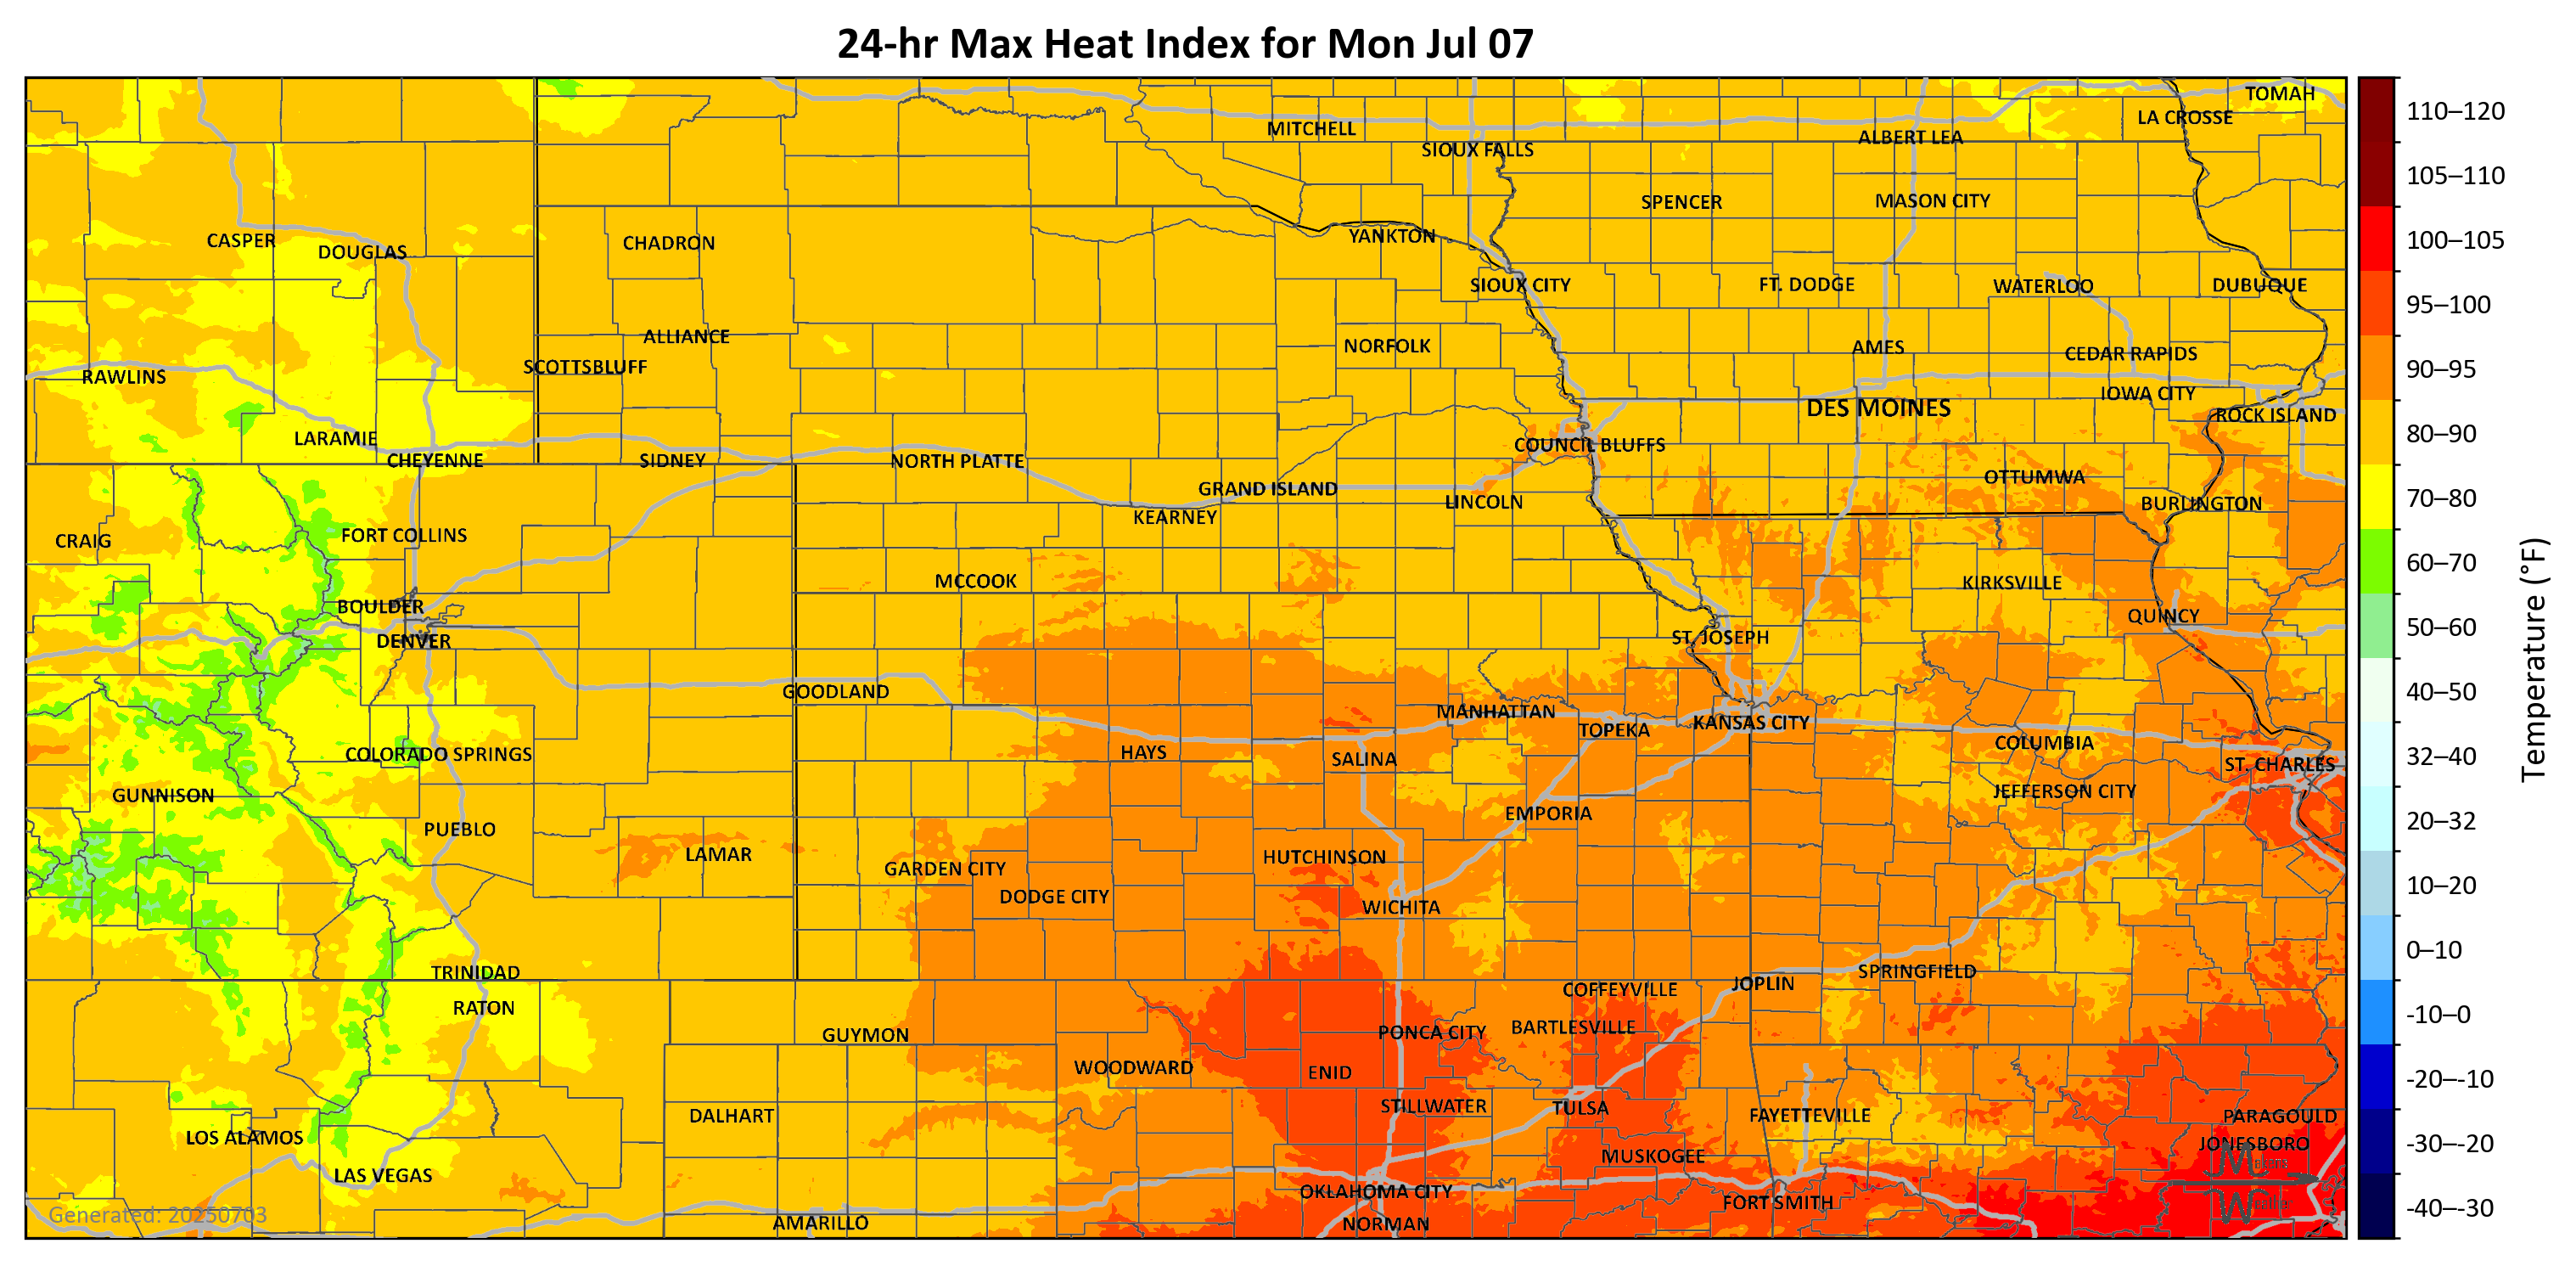 24-hr Max Heat Index for Mon Jul 07
TOMAH
LA CROSSE
MITCHELL
ALBERT LEA
SIOUX FALLS
SPENCER
MASON CITY
CASPER
DOUGLAS
CHADRON
YANKTON
SIOUX CITY
FT. DODGE
WATERLOO
DUBUQUE
ALLIANCE
NORFOLK
AMES
CEDAR RAPIDS
SCOTTSBLUFF
RAWLINS
IOWA CITY
DES MOINES
ROCK ISLAND
LARAMIE
COUNCIL BLUFFS
CHEYENNE
SIDNEY
NORTH PLATTE
OTTUMWA
GRAND ISLAND
LINCOLN
BURLINGTON
KEARNEY
FORT COLLINS
CRAIG
MCCOOK
KIRKSVILLE
BOULDER
QUINCY
DENVER
ST. JOSEPH
GOODLAND
MANHATTAN
KANSAS CITY
TOPEKA
COLUMBIA
HAYS
COLORADO SPRINGS
SALINA
ST. CHARLES
GUNNISON
JEFFERSON CITY
EMPORIA
PUEBLO
LAMAR
HUTCHINSON
GARDEN CITY
DODGE CITY
WICHITA
TRINIDAD
SPRINGFIELD
JOPLIN
COFFEYVILLE
RATON
BARTLESVILLE
PONCA CITY
GUYMON
WOODWARD
ENID
STILLWATER
TULSA
DALHART
FAYETTEVILLE
PARAGOULD
LOS ALAMOS
JONESBORO
MUSKOGEE
LAS VEGAS
OKLAHOMA CITY
FORT SMITH
AMARILLO
NORMAN
Generated: 20250703
110–120
105–110
100–105
95–100
90–95
80–90
70–80
60–70
50–60
40–50
32–40
20–32
10–20
0–10
-10–0
-20–-10
-30–-20
-40–-30
Temperature (°F)